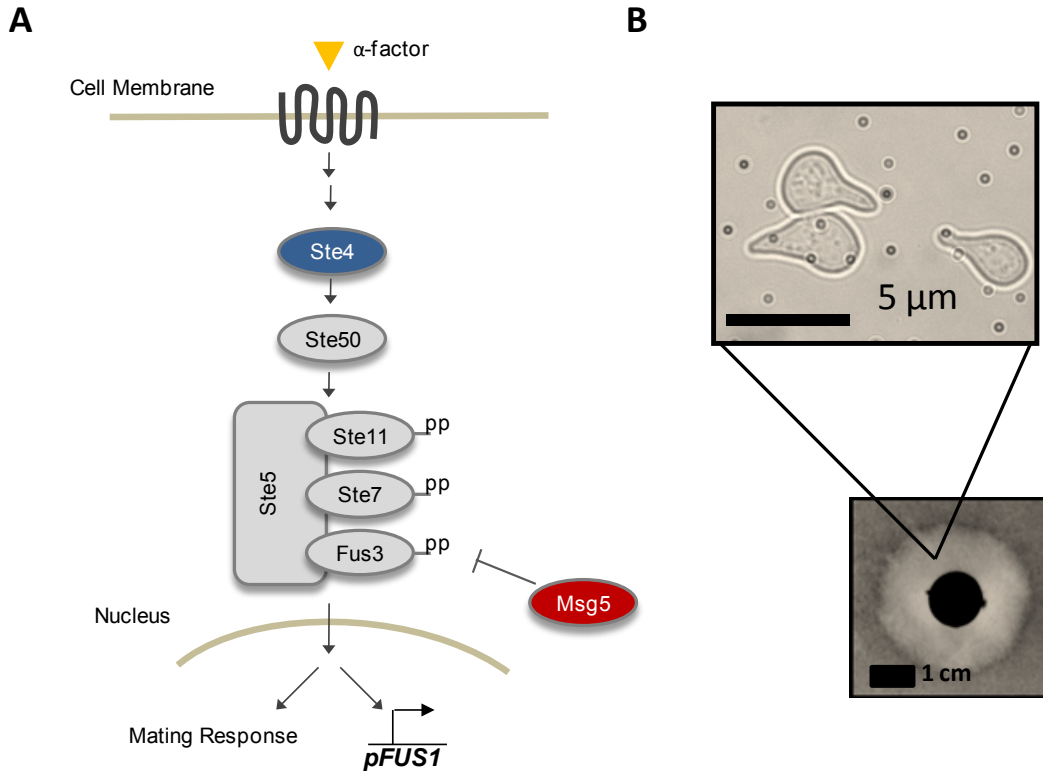 A
α-factor
Cell Membrane
Ste4
Ste50
Ste5
Ste11
pp
Ste7
pp
Fus3
pp
Msg5
Nucleus
Mating Response
pFUS1
B
5 μm
1 cm